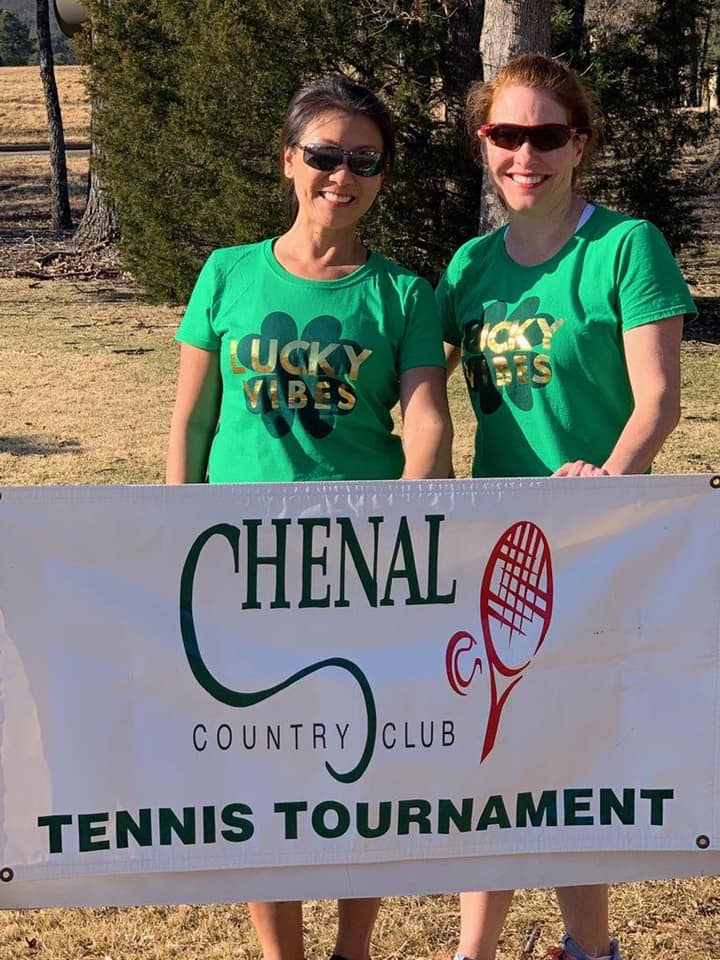 LUCKY
VIBES
LUCKY
VIBES
CHENAL
COUNTRY CLUB
TENNIS TOURNAMENT